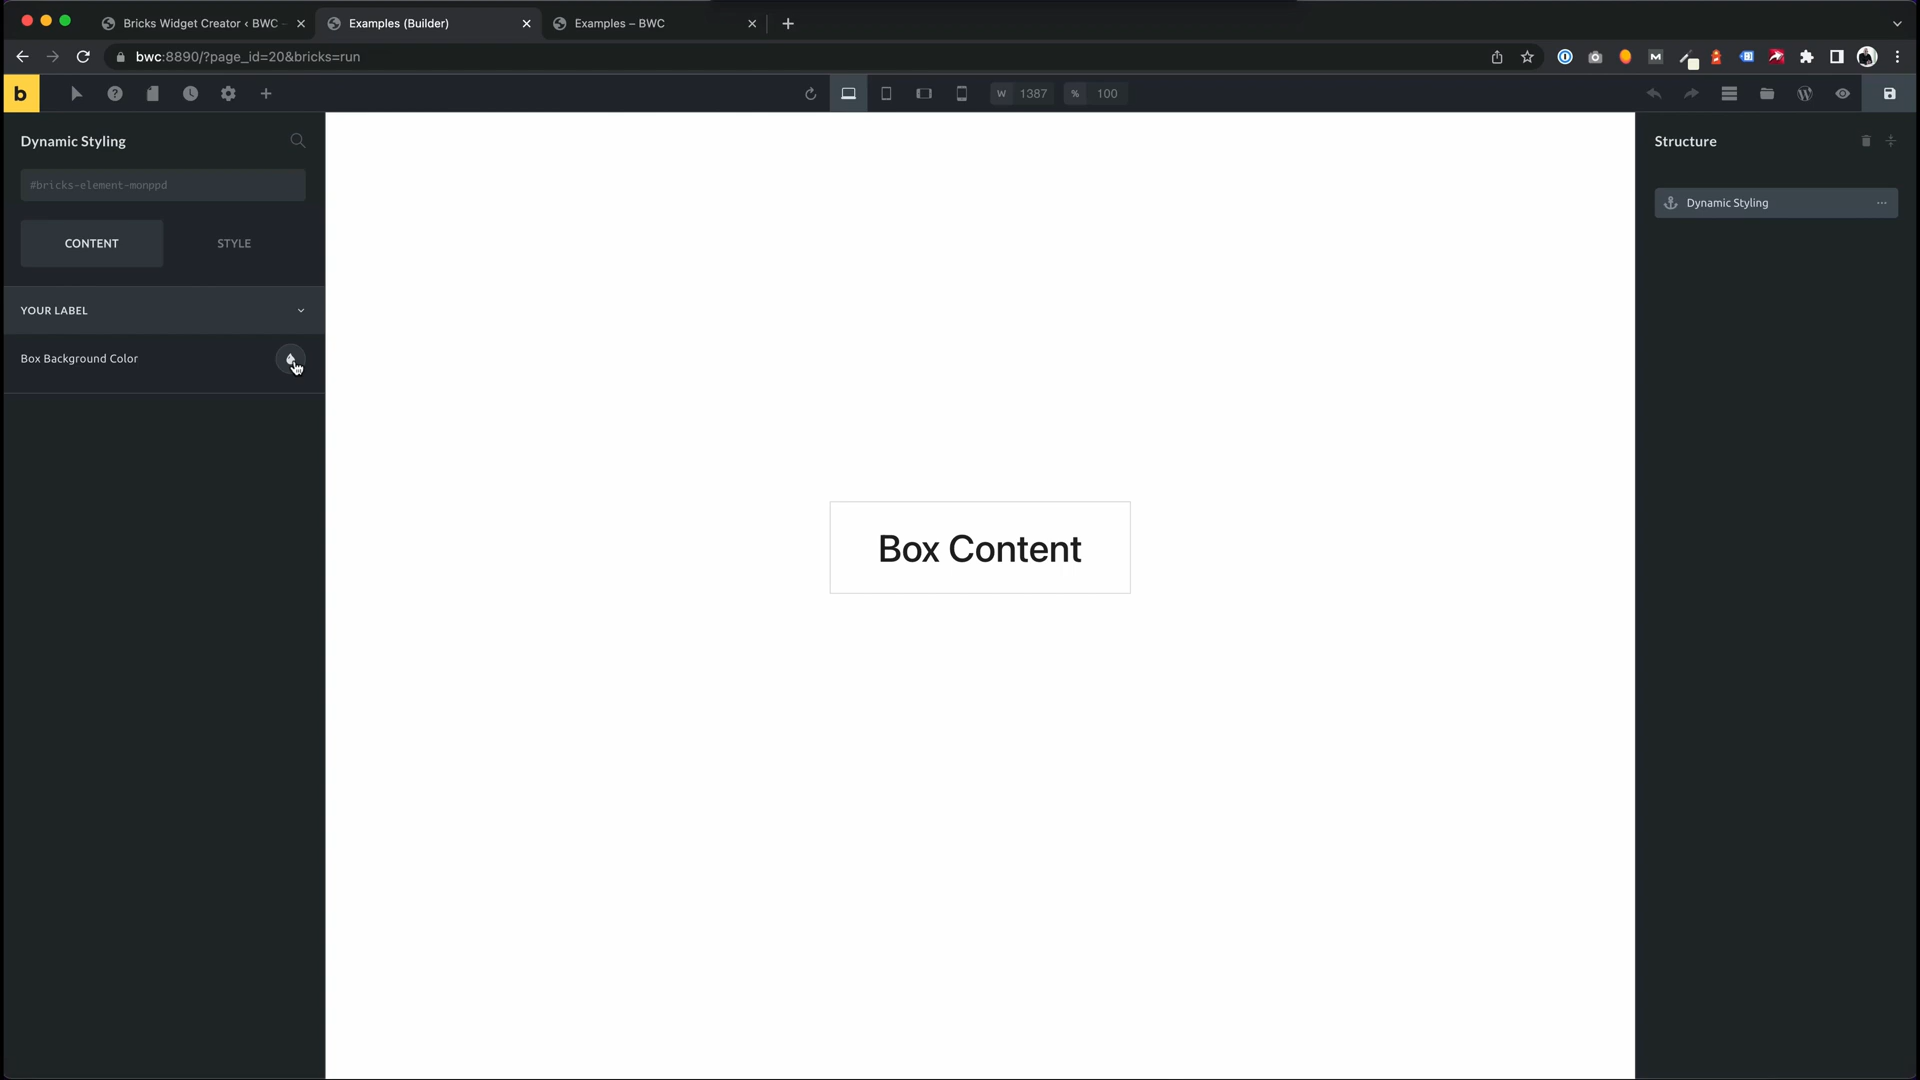 Bricks Widget Creator ‹ BWC –
Examples (Builder)
Examples – BWC
bwc:8890/?page_id=20&bricks=run
b
W 1387
% 100
Dynamic Styling
#bricks-element-monppd
CONTENT
STYLE
YOUR LABEL
Box Background Color
Box Content
Structure
Dynamic Styling